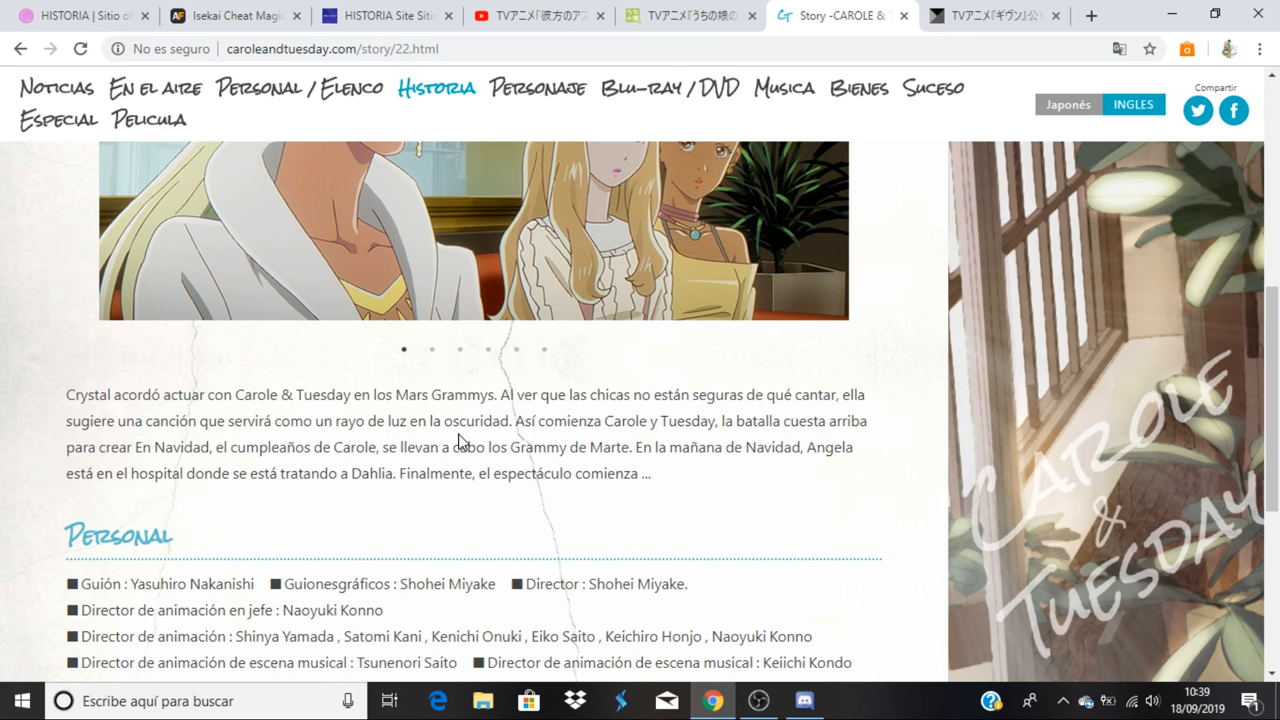 HISTORIA | Sitio of
Isekai Cheat Magic
HISTORIA Site Sitio
TVアニメ『彼方のアス
TVアニメ『うちの娘の
Story -CAROLE & T
TVアニメ『ギヴン』公式
No es seguro | caroleandtuesday.com/story/22.html
Noticias En el aire Personal / Elenco Historia Personaje Blu-ray / DVD Musica Bienes Suceso
Especial Pelicula
Japonés INGLES
Compartir
Crystal acordó actuar con Carole & Tuesday en los Mars Grammys. Al ver que las chicas no están seguras de qué cantar, ella
sugiere una canción que servirá como un rayo de luz en la oscuridad. Así comienza Carole y Tuesday, la batalla cuesta arriba
para crear En Navidad, el cumpleaños de Carole, se llevan a cabo los Grammy de Marte. En la mañana de Navidad, Angela
está en el hospital donde se está tratando a Dahlia. Finalmente, el espectáculo comienza ...
Personal
■ Guión : Yasuhiro Nakanishi ■ Guionesgráficos : Shohei Miyake ■ Director : Shohei Miyake.
■ Director de animación en jefe : Naoyuki Konno
■ Director de animación : Shinya Yamada , Satomi Kani , Kenichi Onuki , Eiko Saito , Keichiro Honjo , Naoyuki Konno
■ Director de animación de escena musical : Tsunenori Saito ■ Director de animación de escena musical : Keiichi Kondo
CAROLE
&
TUESDAY
Escribe aquí para buscar
10:39
18/09/2019